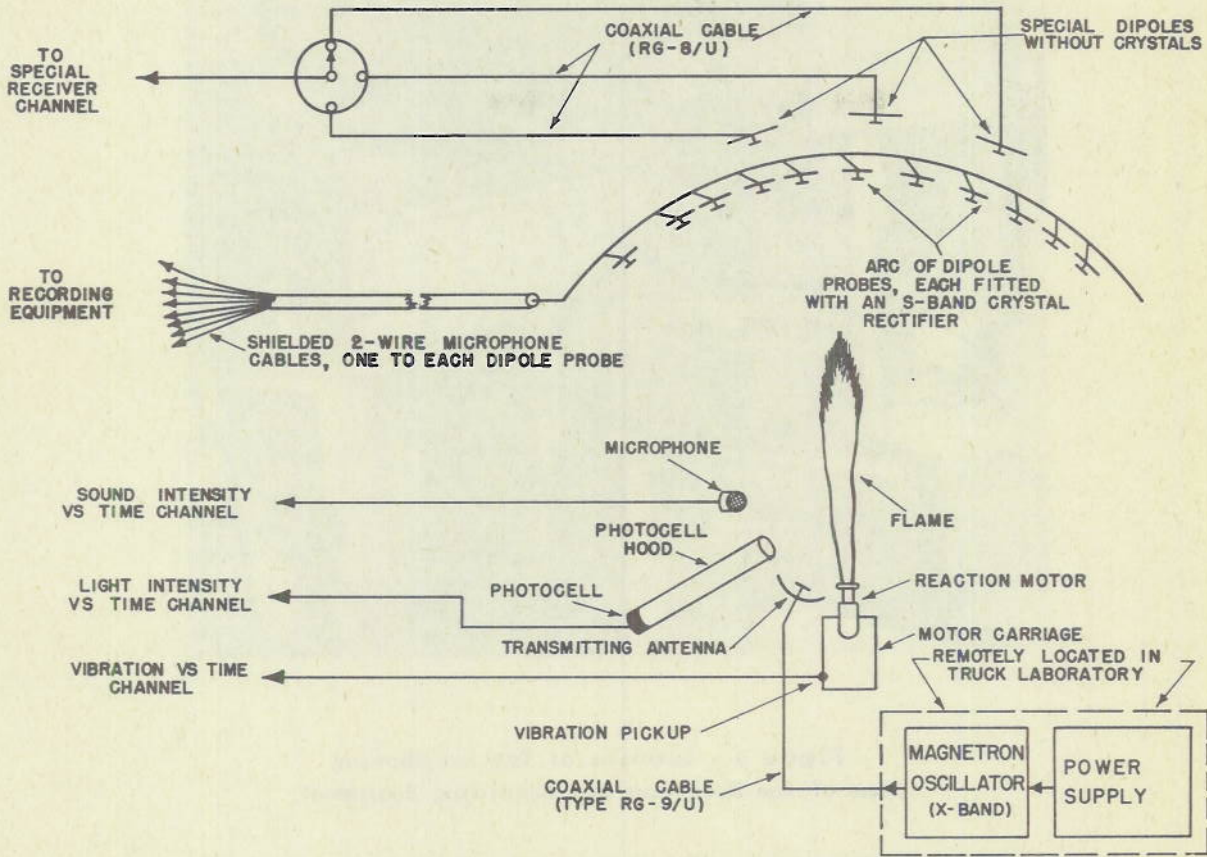 COAXIAL CABLE
(RG-8/U)
SPECIAL DIPOLES
WITHOUT CRYSTALS
TO
SPECIAL
RECEIVER
CHANNEL
TO
RECORDING
EQUIPMENT
ARC OF DIPOLE
PROBES, EACH FITTED
WITH AN S-BAND CRYSTAL
RECTIFIER
SHIELDED 2-WIRE MICROPHONE
CABLES, ONE TO EACH DIPOLE PROBE
MICROPHONE
SOUND INTENSITY
VS TIME CHANNEL
FLAME
PHOTOCELL
HOOD
LIGHT INTENSITY
VS TIME CHANNEL
PHOTOCELL
REACTION MOTOR
TRANSMITTING ANTENNA
MOTOR CARRIAGE
REMOTELY LOCATED IN
TRUCK LABORATORY
VIBRATION VS TIME
CHANNEL
VIBRATION PICKUP
COAXIAL CABLE
(TYPE RG-9/U)
MAGNETRON
OSCILLATOR
(X-BAND)
POWER
SUPPLY